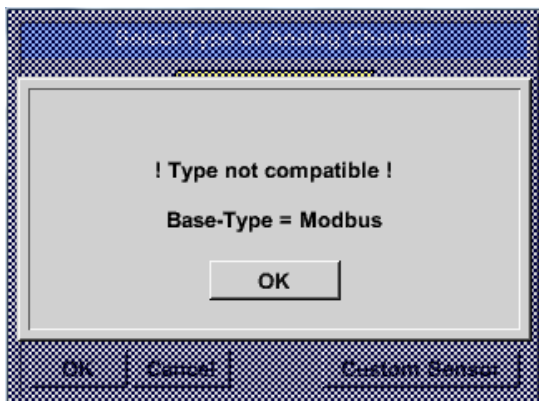 ! Type not compatible !
Base-Type = Modbus
OK
OK Cancel Custom Sensor